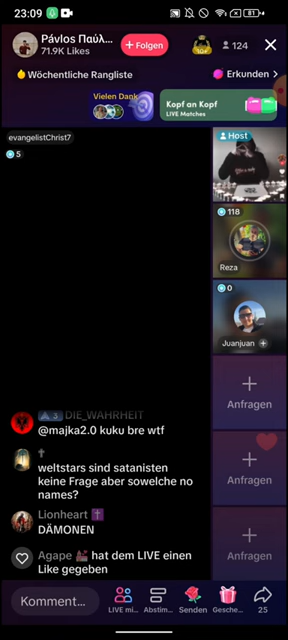 23:09
81
Pávlos Παύλ...
71.9K Likes
+ Folgen
124
Wöchentliche Rangliste
Erkunden >
Vielen Dank
Kopf an Kopf
LIVE Matches
evangelistChrist7
5
Host
118
Reza
0
Juanjuan +
Anfragen
Anfragen
Anfragen
3 DIE_WAHRHEIT
@majka2.0 kuku bre wtf
weltstars sind satanisten
keine Frage aber sowelche no
names?
Lionheart
DÄMONEN
Agape hat dem LIVE einen
Like gegeben
Komment...
LIVE mi...
Abstim...
Senden
Gesche...
25